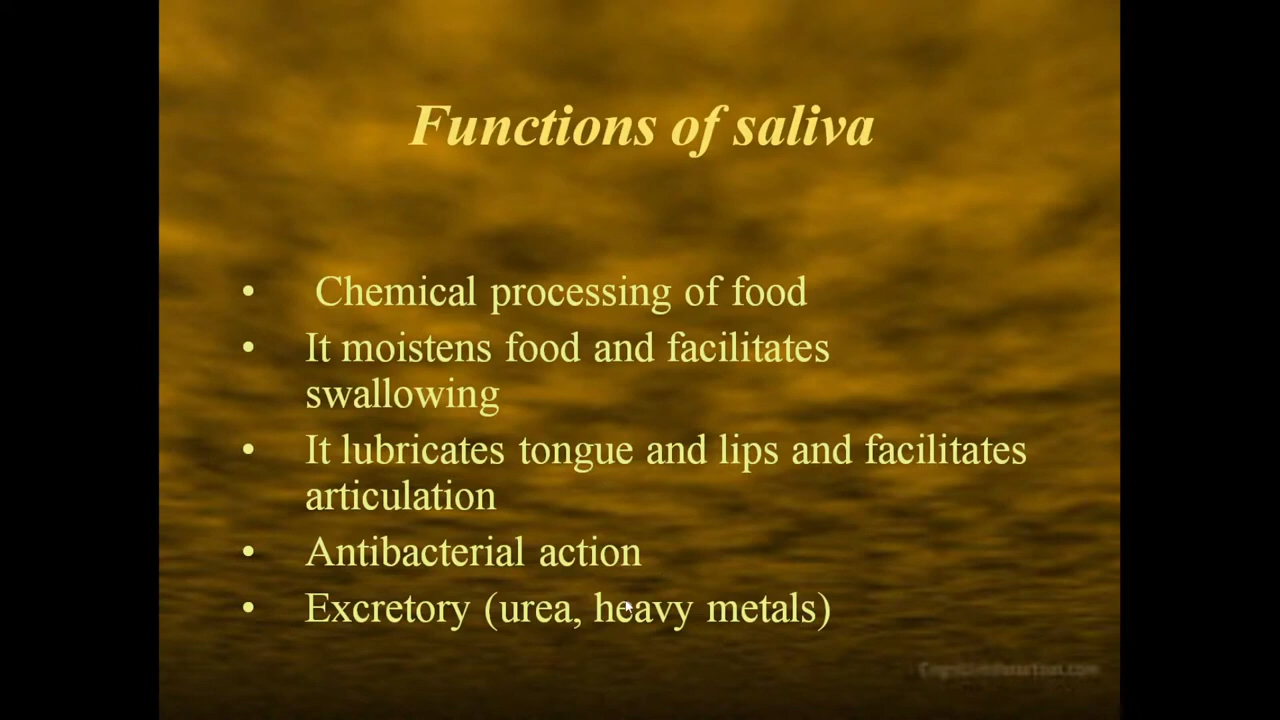 Functions of saliva
• Chemical processing of food
• It moistens food and facilitates
swallowing
• It lubricates tongue and lips and facilitates
articulation
• Antibacterial action
• Excretory (urea, heavy metals)